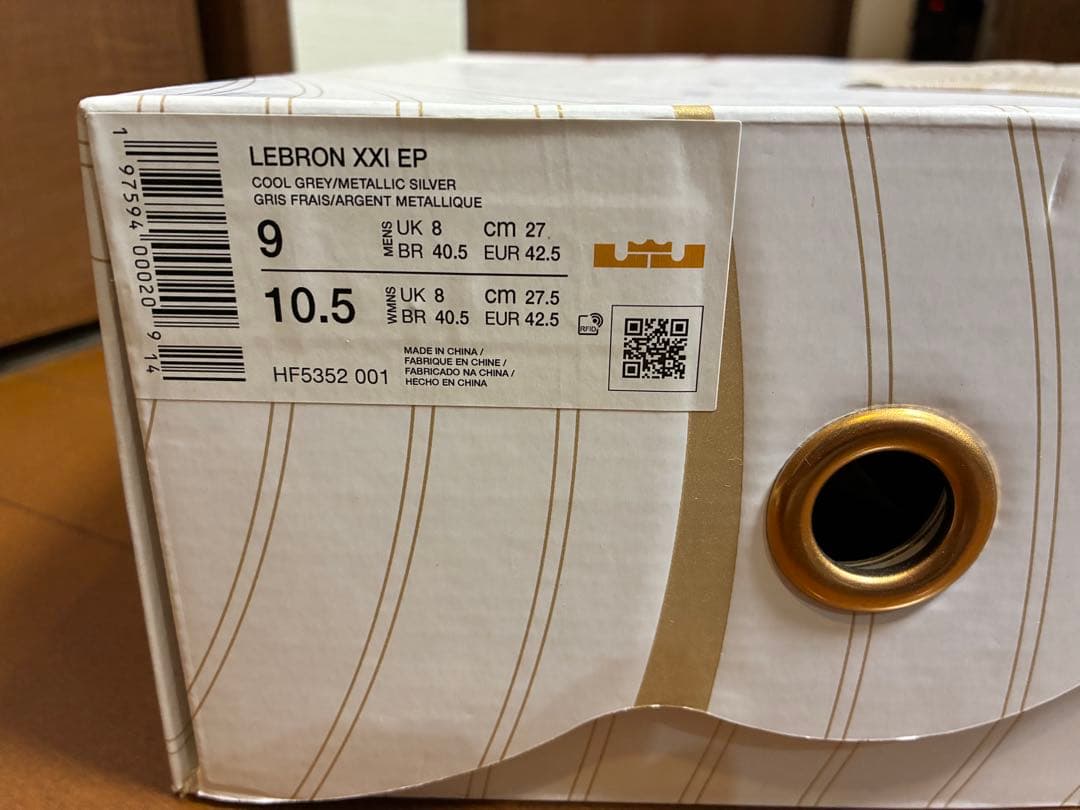 LEBRON XXI EP
COOL GREY/METALLIC SILVER
GRIS FRAIS/ARGENT METALLIQUE
9 MENS UK 8 cm 27
BR 40.5 EUR 42.5
10.5 WMNS UK 8 cm 27.5
BR 40.5 EUR 42.5
RFID
HF5352 001
MADE IN CHINA /
FABRIQUE EN CHINE /
FABRICADO NA CHINA /
HECHO EN CHINA
1 97594 00020 9 14